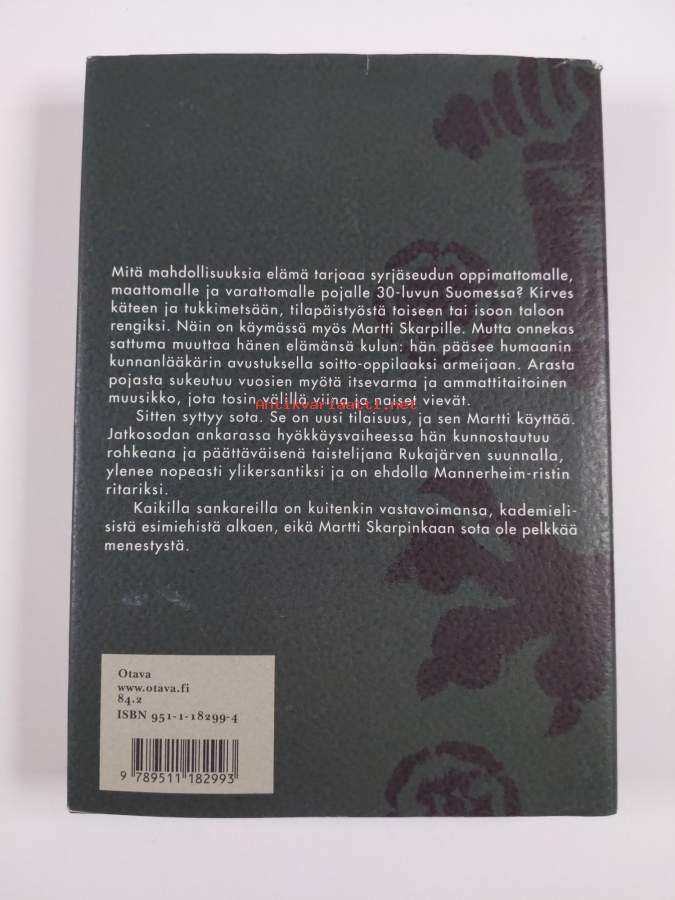 Mitä mahdollisuuksia elämä tarjoaa syrjäseudun oppimattomalle,
maattomalle ja varattomalle pojalle 30-luvun Suomessa? Kirves
käteen ja tukkimetsään, tilapäistyöstä toiseen tai isoon taloon
rengiksi. Näin on käymässä myös Martti Skarpille. Mutta onnekas
sattuma muuttaa hänen elämänsä kulun: hän pääsee humaanin
kunnanlääkärin avustuksella soitto-oppilaaksi armeijaan. Arasta
pojasta sukeutuu vuosien myötä itsevarma ja ammattitaitoinen
muusikko, jota tosin välillä viina ja naiset vievät.
Antikvariaatti.net
Sitten syttyy sota. Se on uusi tilaisuus, ja sen Martti käyttää.
Jatkosodan ankarassa hyökkäysvaiheessa hän kunnostautuu
rohkeana ja päättäväisenä taistelijana Rukajärven suunnalla,
ylenee nopeasti ylikersantiksi ja on ehdolla Mannerheim-ristin
ritariksi.
Kaikilla sankareilla on kuitenkin vastavoimansa, kademieli-
sistä esimiehistä alkaen, eikä Martti Skarpinkaan sota ole pelkkää
menestystä.
Otava
www.otava.fi
84.2
ISBN 951-1-18299-4
9 789511 182993